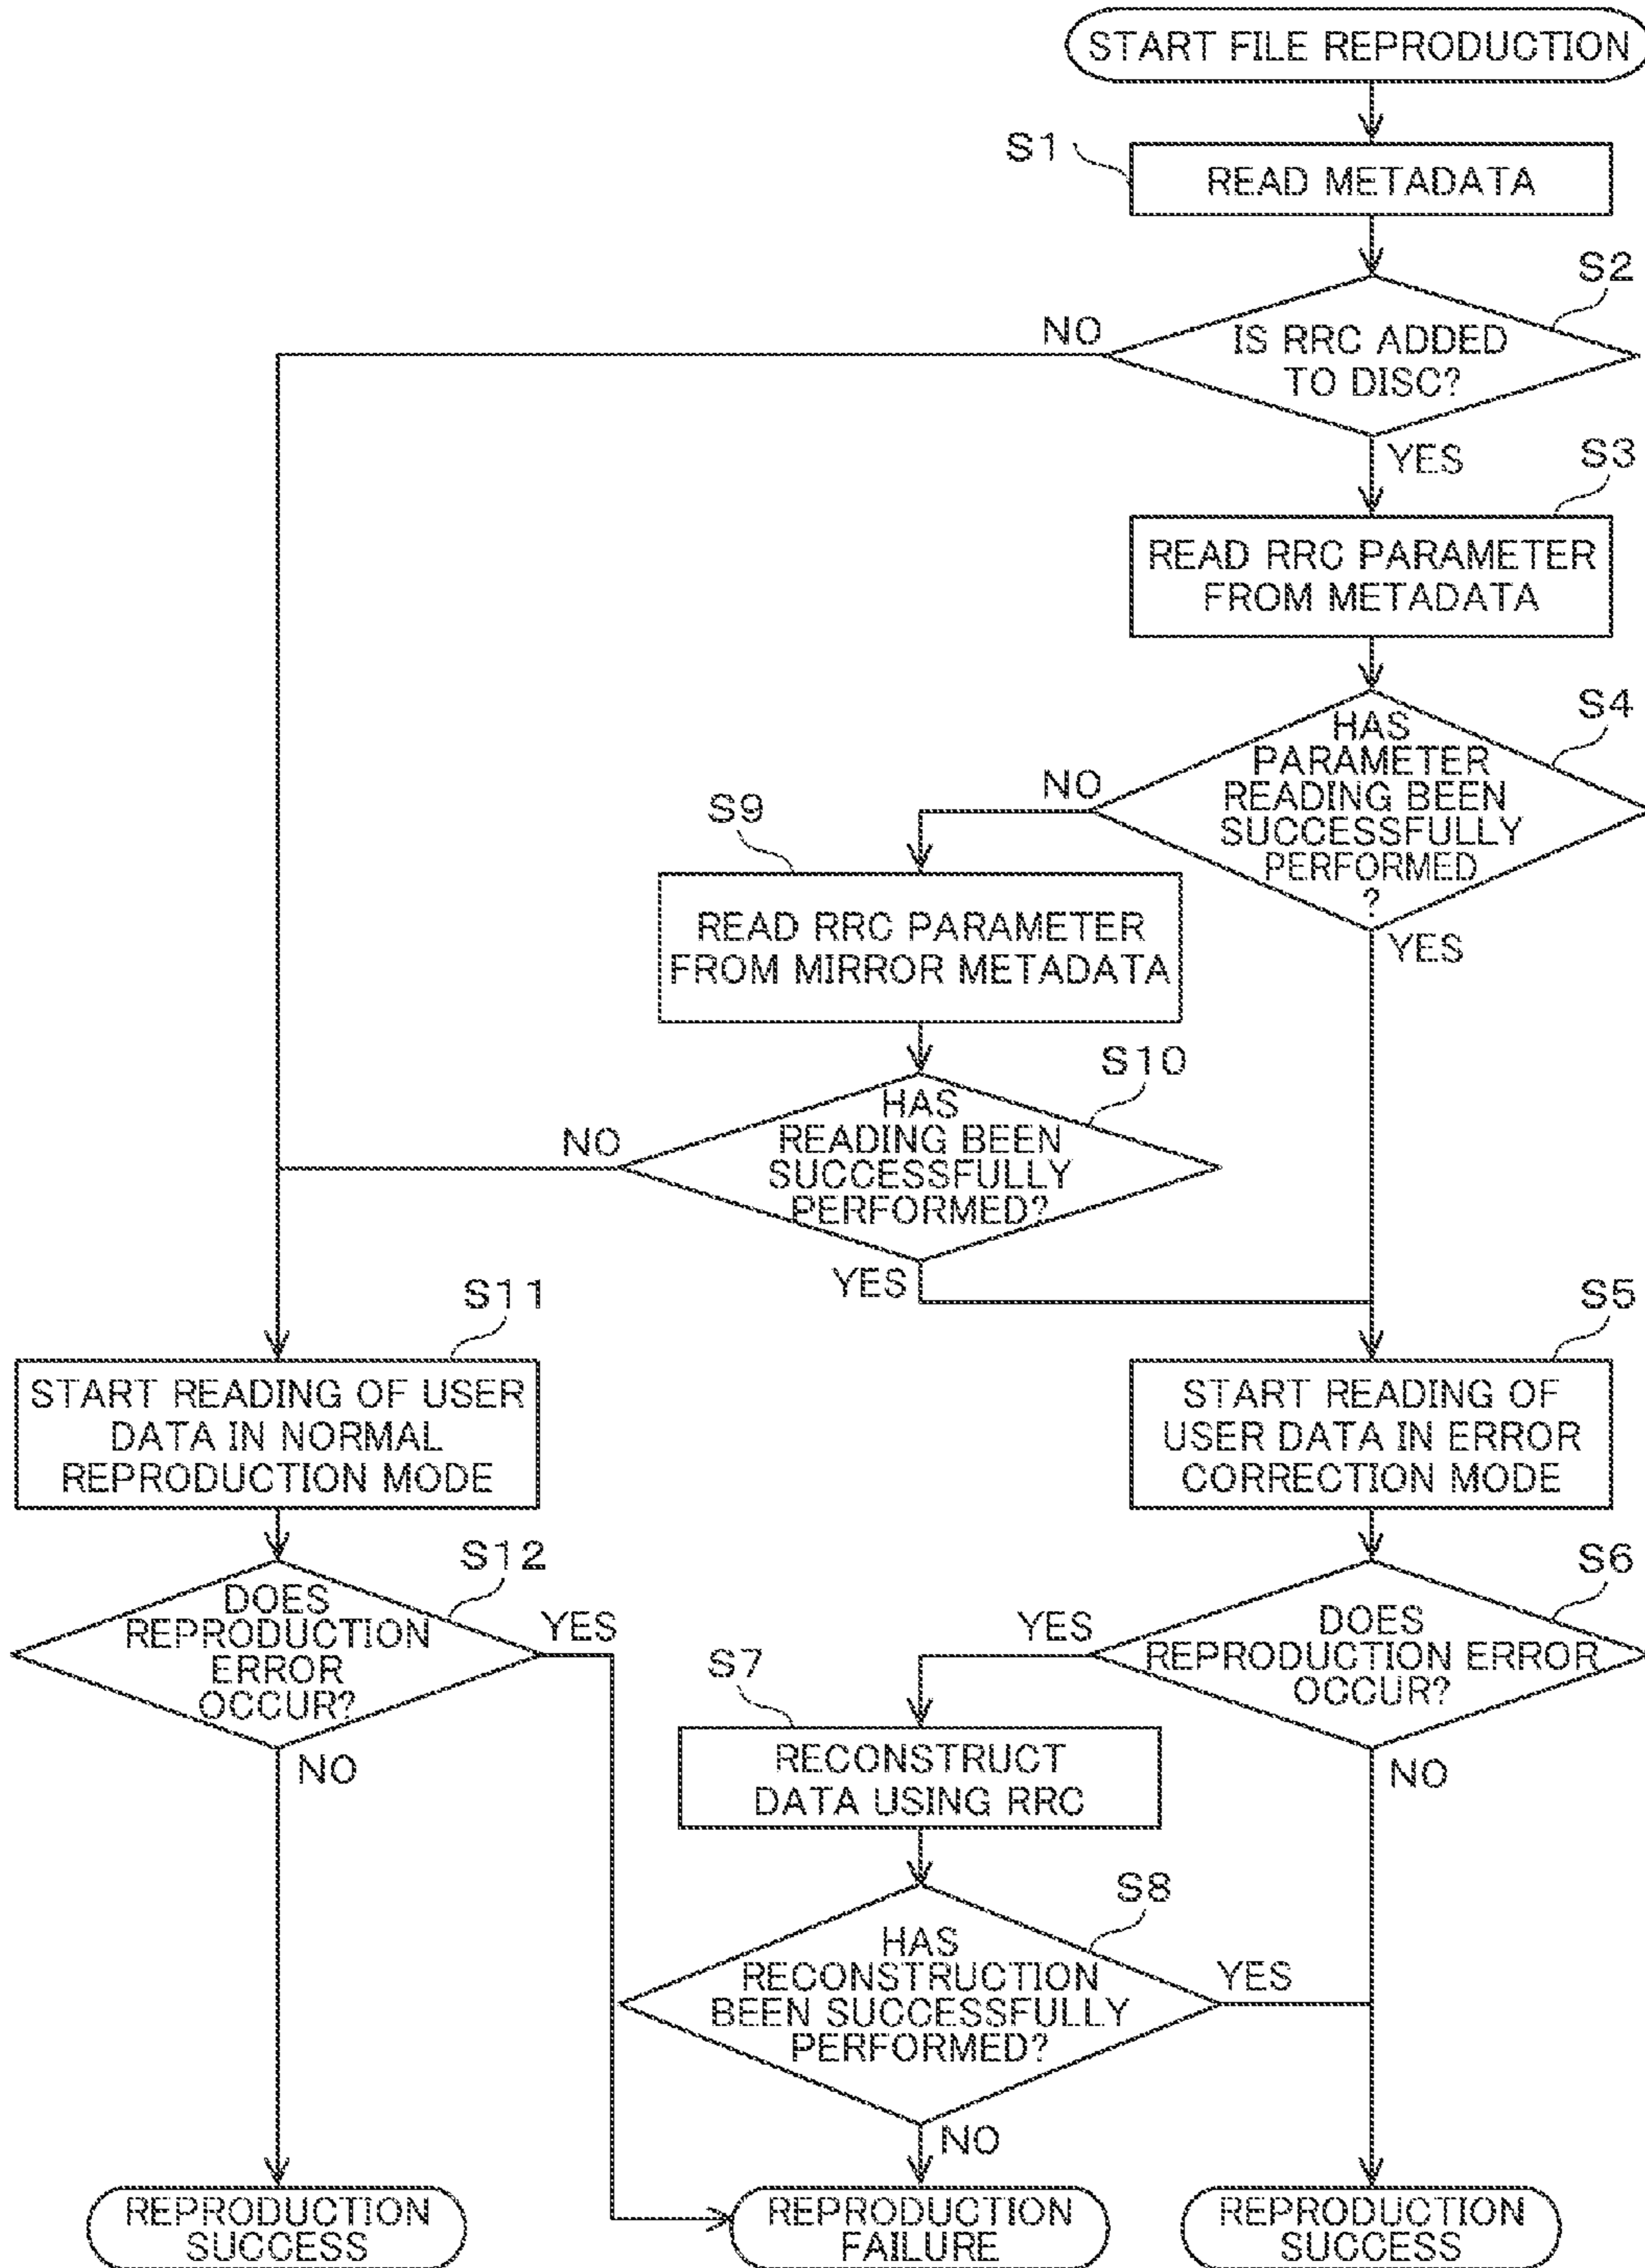 START FILE REPRODUCTION
S1
READ METADATA
S2
NO
IS RRC ADDED
TO DISC?
YES
S3
READ RRC PARAMETER
FROM METADATA
S4
HAS
PARAMETER
READING BEEN
SUCCESSFULLY
PERFORMED
?
NO
YES
S9
READ RRC PARAMETER
FROM MIRROR METADATA
S10
HAS
READING BEEN
SUCCESSFULLY
PERFORMED?
NO
YES
S11
START READING OF USER
DATA IN NORMAL
REPRODUCTION MODE
S5
START READING OF
USER DATA IN ERROR
CORRECTION MODE
S12
DOES
REPRODUCTION
ERROR
OCCUR?
YES
NO
S6
DOES
REPRODUCTION ERROR
OCCUR?
YES
NO
S7
RECONSTRUCT
DATA USING RRC
S8
HAS
RECONSTRUCTION
BEEN SUCCESSFULLY
PERFORMED?
YES
NO
REPRODUCTION
SUCCESS
REPRODUCTION
FAILURE
REPRODUCTION
SUCCESS